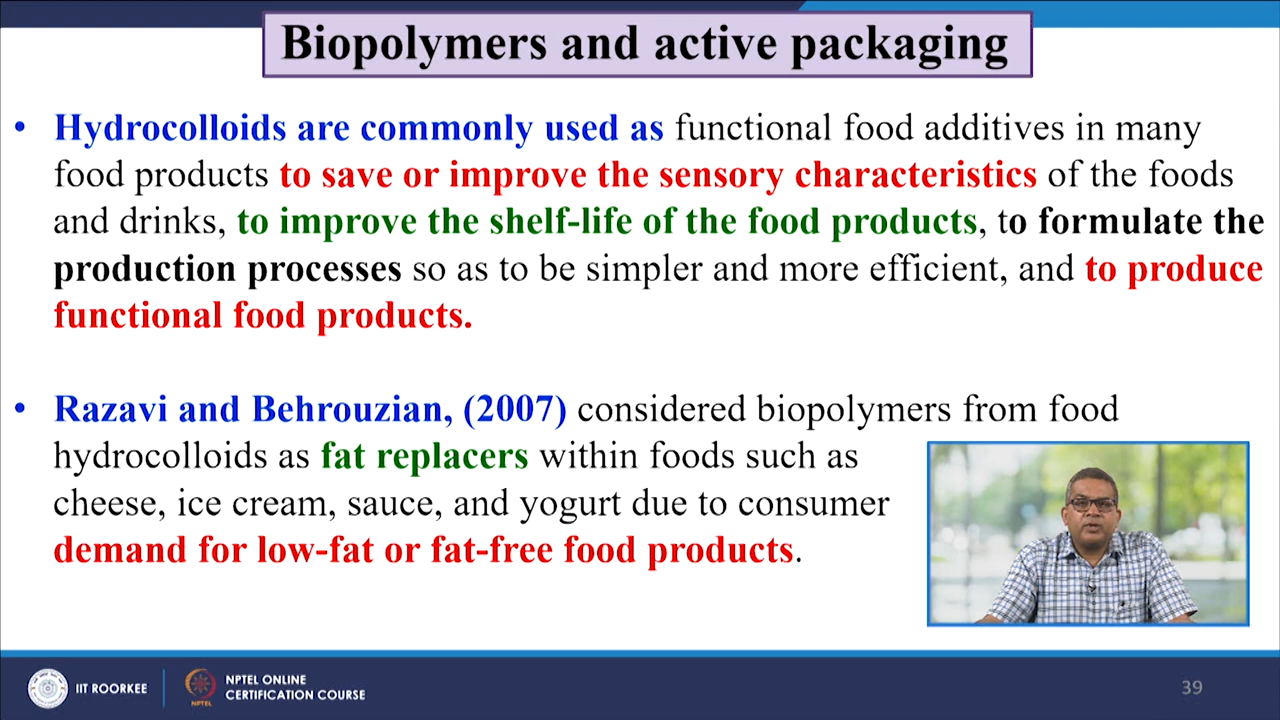 Biopolymers and active packaging
• Hydrocolloids are commonly used as functional food additives in many
food products to save or improve the sensory characteristics of the foods
and drinks, to improve the shelf-life of the food products, to formulate the
production processes so as to be simpler and more efficient, and to produce
functional food products.
• Razavi and Behrouzian, (2007) considered biopolymers from food
hydrocolloids as fat replacers within foods such as
cheese, ice cream, sauce, and yogurt due to consumer
demand for low-fat or fat-free food products.
IIT ROORKEE
NPTEL
NPTEL ONLINE
CERTIFICATION COURSE
39